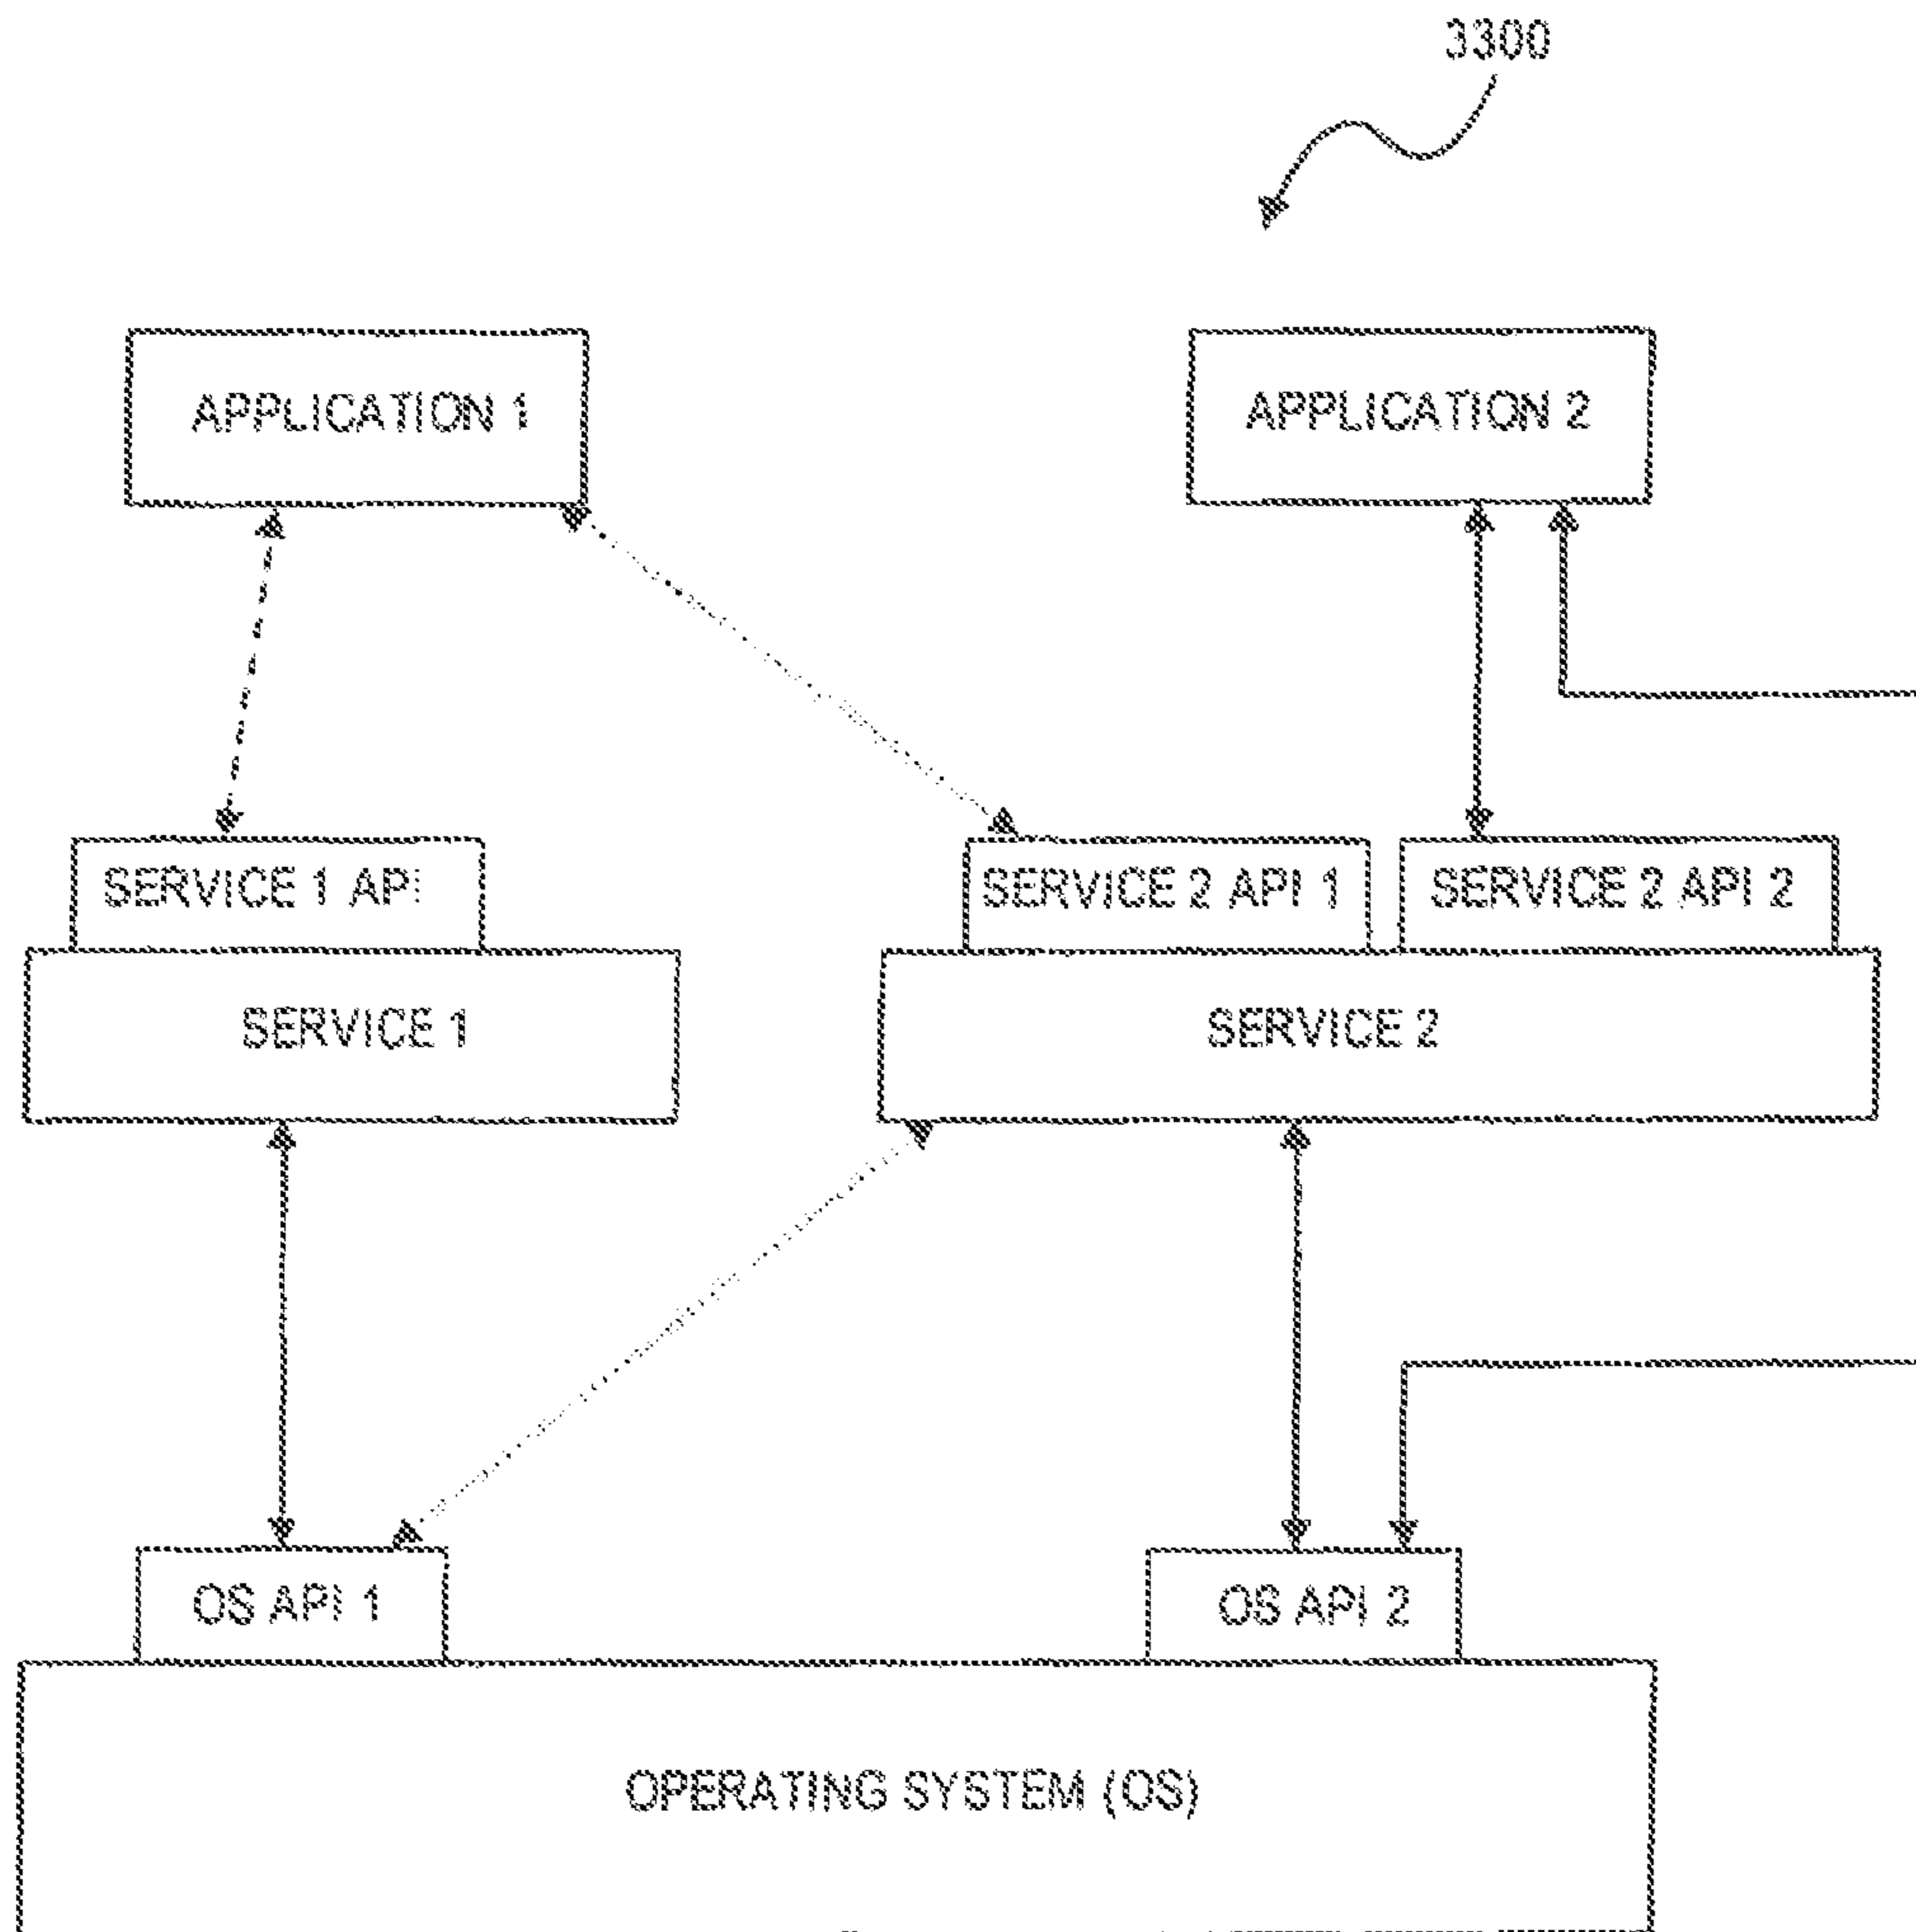 3300
APPLICATION 1
APPLICATION 2
SERVICE 1 API
SERVICE 2 API 1
SERVICE 2 API 2
SERVICE 1
SERVICE 2
OS API 1
OS API 2
OPERATING SYSTEM (OS)